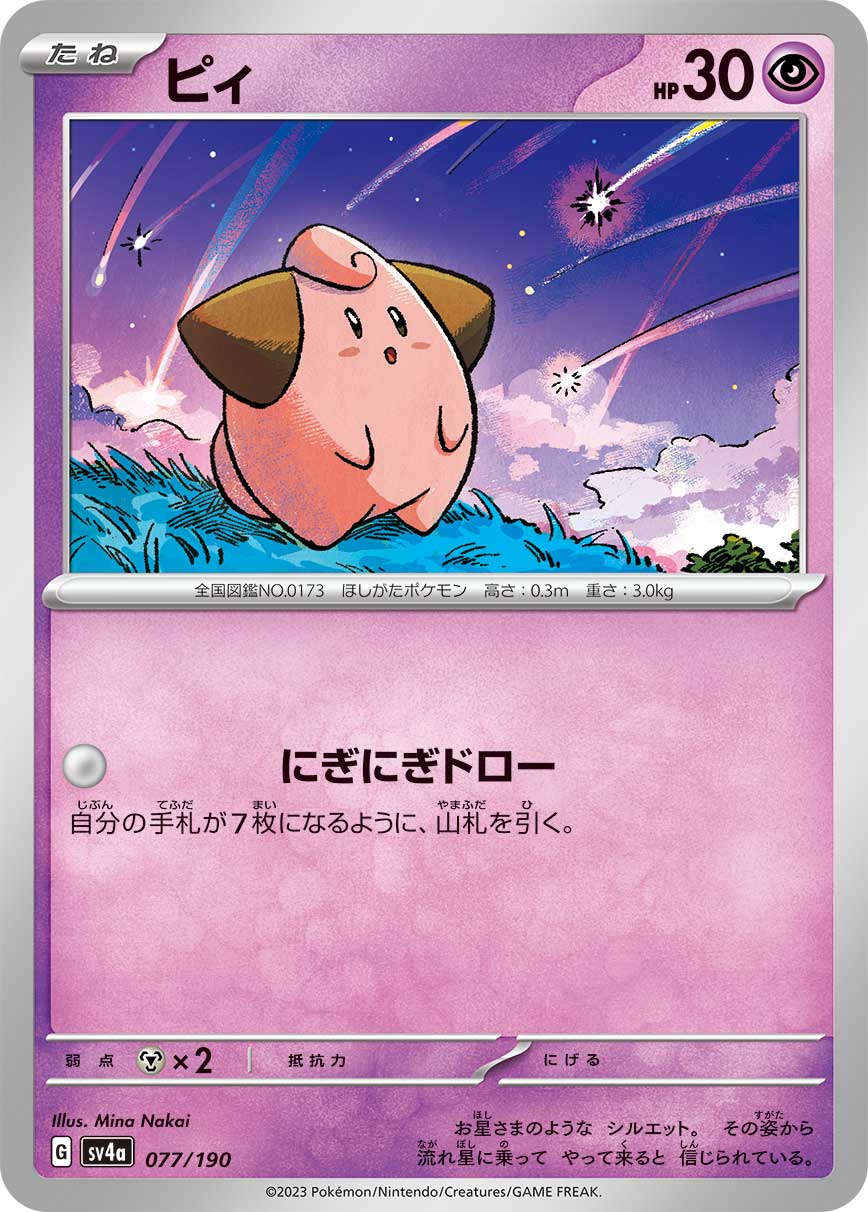 たね
ピィ
HP30
全国図鑑NO.0173 ほしがたポケモン 高さ:0.3m 重さ:3.0kg
にぎにぎドロー
自分の手札が7枚になるように、山札を引く。
弱点 ×2 抵抗力 にげる
Illus. Mina Nakai
G sv4a 077/190
お星さまのような シルエット。 その姿から
流れ星に乗って やって来ると 信じられている。
©2023 Pokémon/Nintendo/Creatures/GAME FREAK.